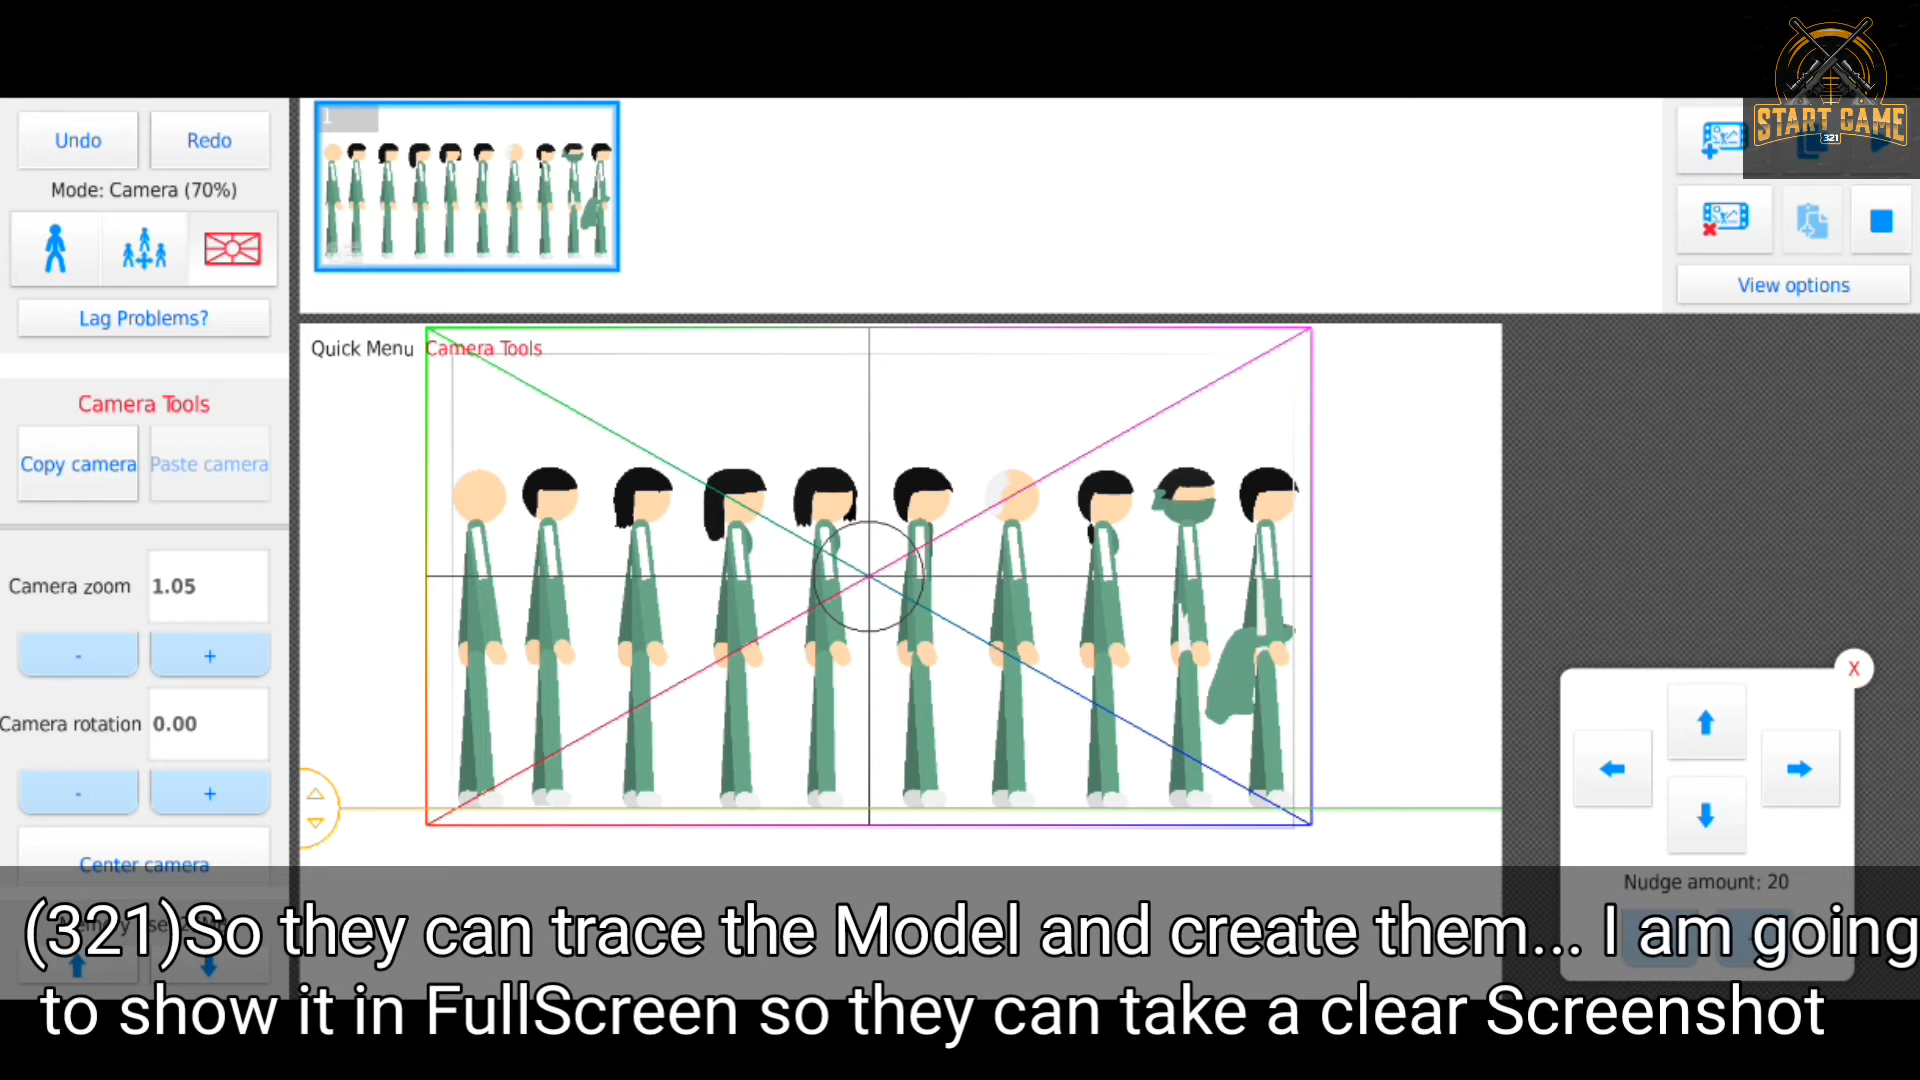 START GAME
321
Undo
Redo
1
Mode: Camera (70%)
Lag Problems?
View options
Quick Menu
Camera Tools
Camera Tools
Copy camera
Paste camera
Camera zoom
1.05
-
+
Camera rotation
0.00
-
+
Center camera
X
Nudge amount: 20
(321)So they can trace the Model and create them... I am going
to show it in FullScreen so they can take a clear Screenshot